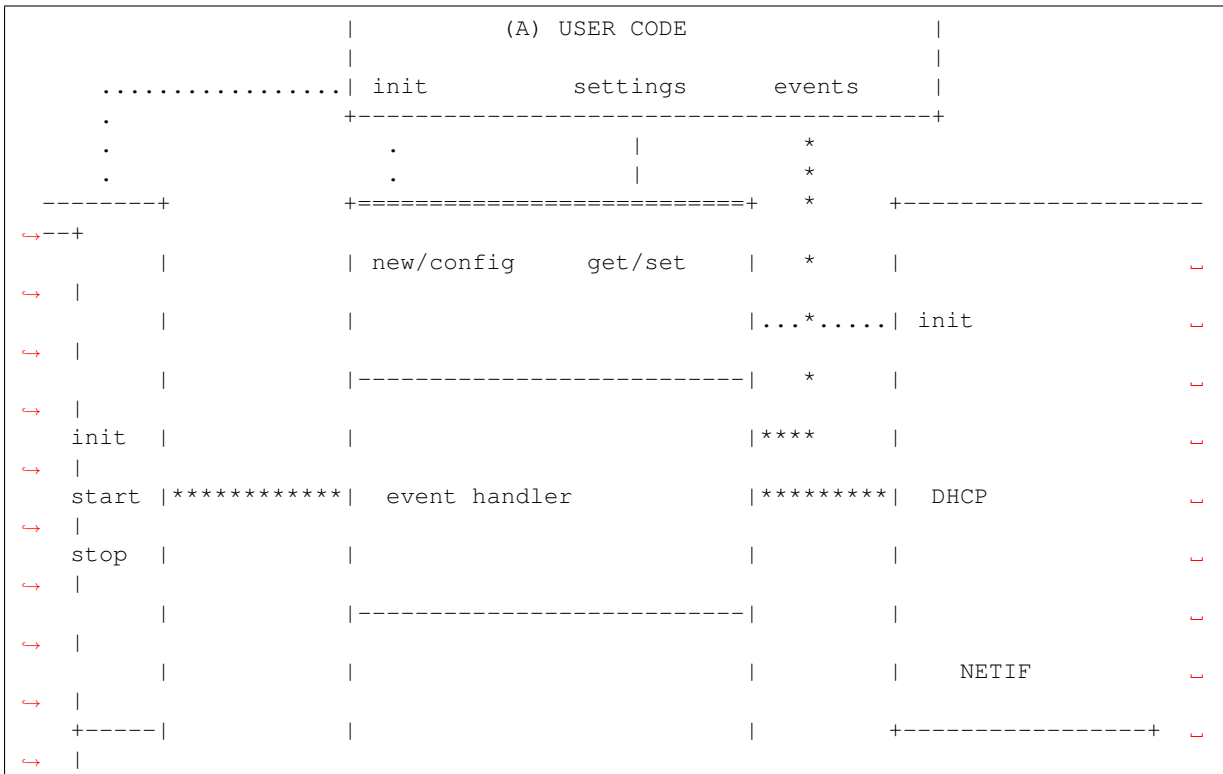 |          (A) USER CODE                 |
                        |                                        |
       .................| init          settings      events     |
       .                +----------------------------------------+
       .                   .                |           *
       .                   .                |           *
   --------+            +===========================+   *     +---------------------
↪--+
           |            | new/config     get/set    |   *     |                    ␣
↪  |
           |            |                           |...*.....| init               ␣
↪  |
           |            |---------------------------|   *     |                    ␣
↪  |
     init  |            |                           |****     |                    ␣
↪  |
     start |************|  event handler            |*********|  DHCP              ␣
↪  |
     stop  |            |                           |         |                    ␣
↪  |
           |            |---------------------------|         |                    ␣
↪  |
           |            |                           |         |    NETIF           ␣
↪  |
     +-----|            |                           |         +-----------------+  ␣
↪  |